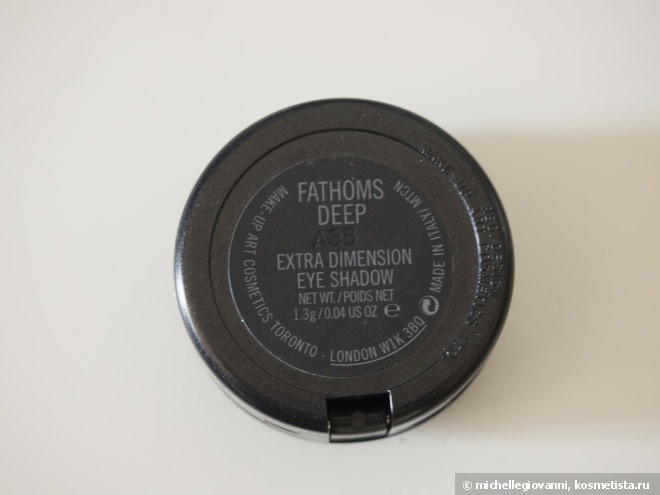 FATHOMS
DEEP
A35
EXTRA DIMENSION
EYE SHADOW
NET WT. / POIDS NET
1.3g / 0.04 US OZ ℮
MAKE-UP ART COSMETICS TORONTO - LONDON W1K 3BQ
MADE IN ITALY/ MTCN
© michellegiovanni, kosmetista.ru